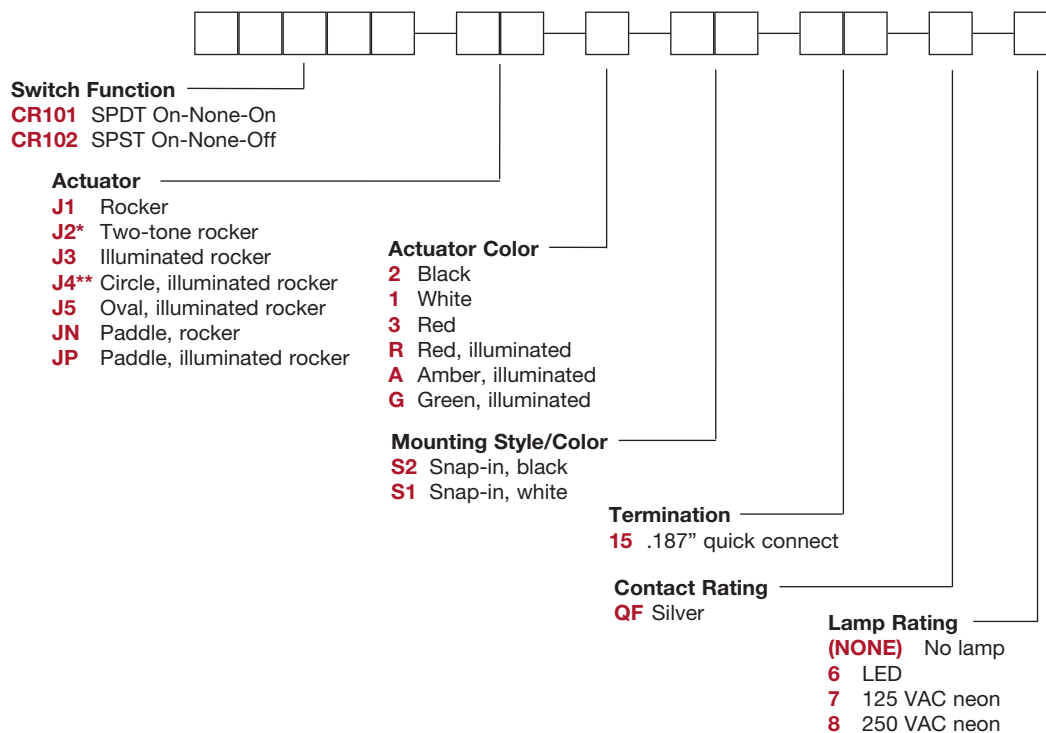 Switch Function
CR101 SPDT On-None-On
CR102 SPST On-None-Off
Actuator
J1 Rocker
J2* Two-tone rocker
J3 Illuminated rocker
J4** Circle, illuminated rocker
J5 Oval, illuminated rocker
JN Paddle, rocker
JP Paddle, illuminated rocker
Actuator Color
2 Black
1 White
3 Red
R Red, illuminated
A Amber, illuminated
G Green, illuminated
Mounting Style/Color
S2 Snap-in, black
S1 Snap-in, white
Termination
15 .187” quick connect
Contact Rating
QF Silver
Lamp Rating
(NONE) No lamp
6 LED
7 125 VAC neon
8 250 VAC neon